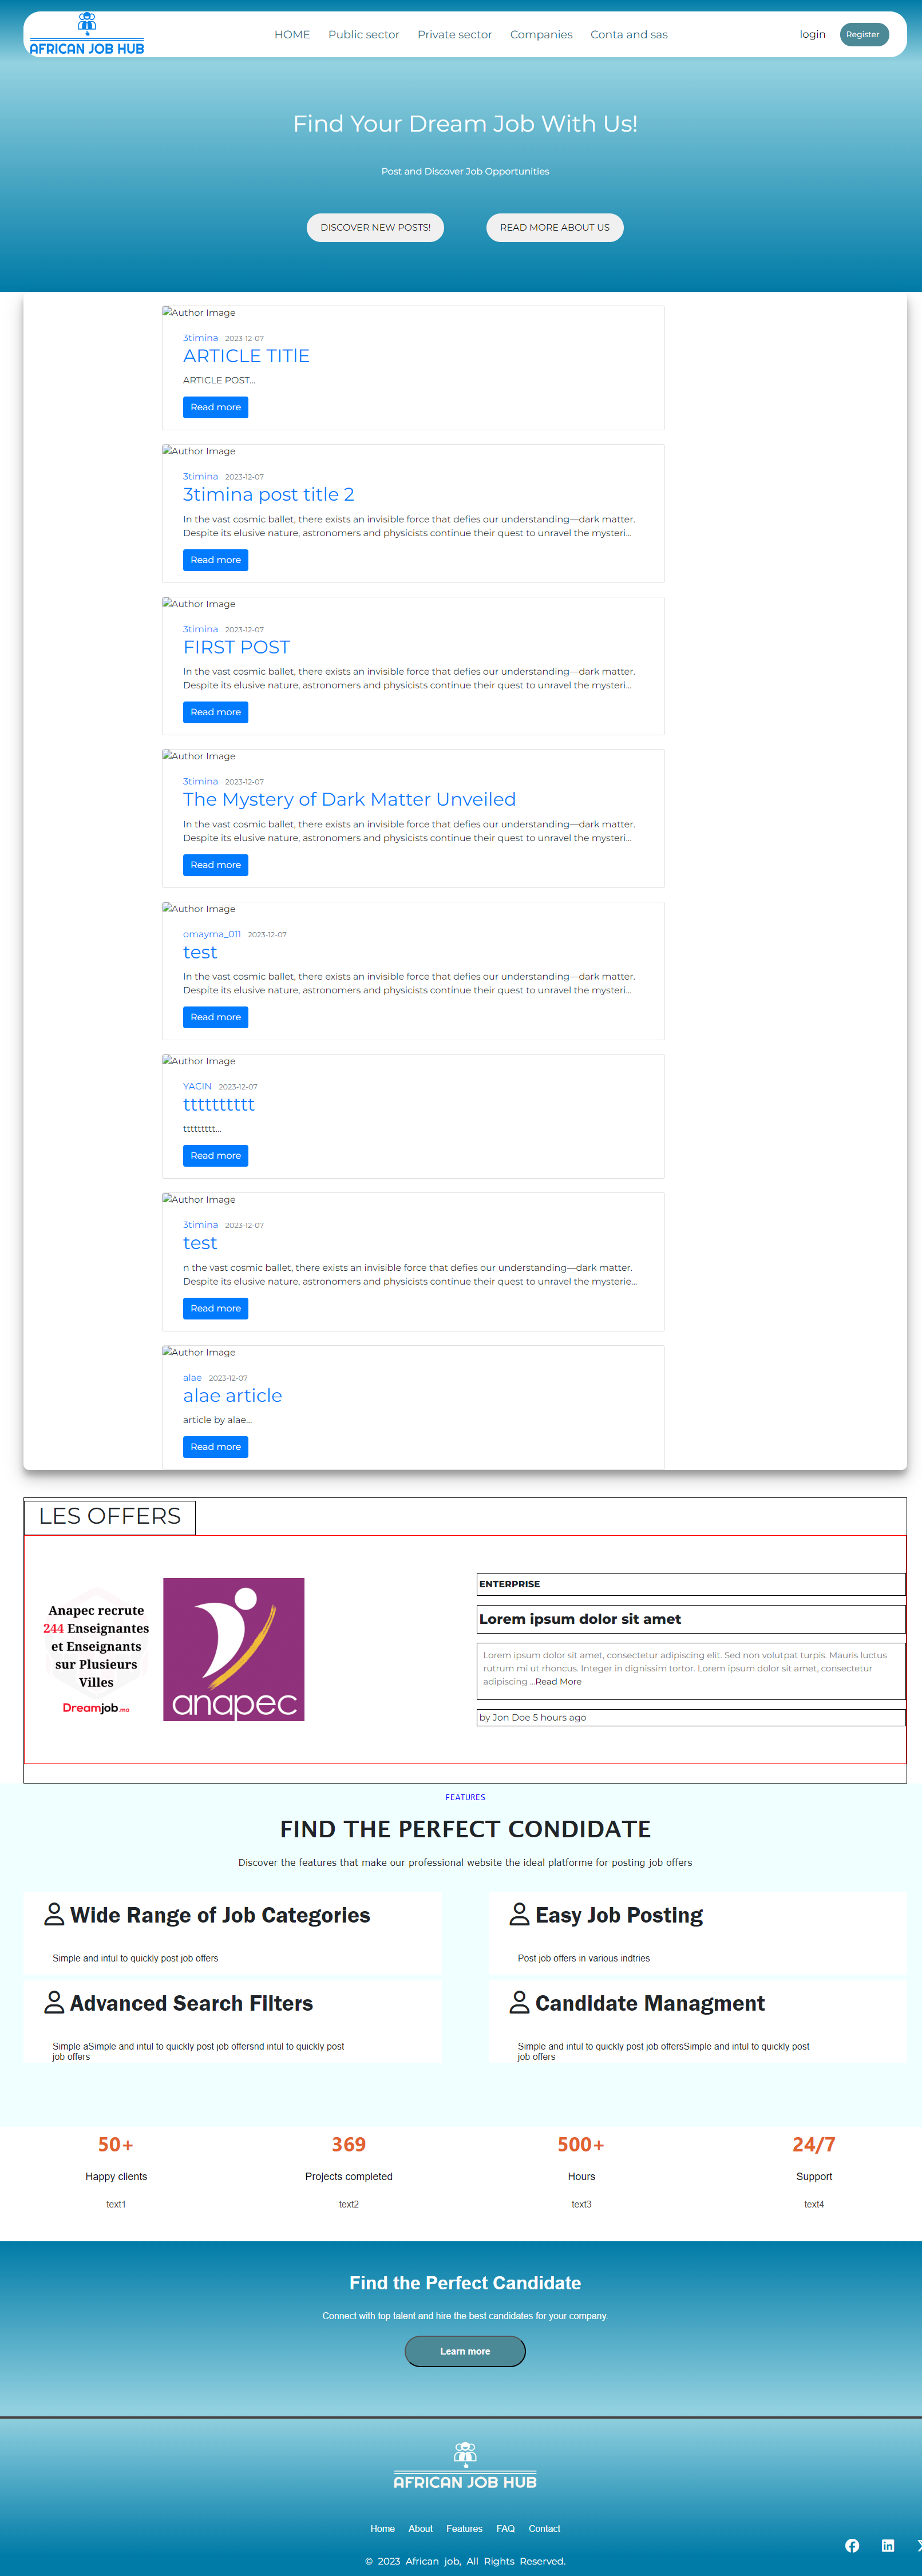 AFRICAN JOB HUB
HOME Public sector Private sector Companies Conta and sas
login Register
Find Your Dream Job With Us!
Post and Discover Job Opportunities
DISCOVER NEW POSTS! READ MORE ABOUT US
Author Image
3timina 2023-12-07
ARTICLE TITlE
ARTICLE POST...
Read more
Author Image
3timina 2023-12-07
3timina post title 2
In the vast cosmic ballet, there exists an invisible force that defies our understanding—dark matter.
Despite its elusive nature, astronomers and physicists continue their quest to unravel the mysteri...
Read more
Author Image
3timina 2023-12-07
FIRST POST
In the vast cosmic ballet, there exists an invisible force that defies our understanding—dark matter.
Despite its elusive nature, astronomers and physicists continue their quest to unravel the mysteri...
Read more
Author Image
3timina 2023-12-07
The Mystery of Dark Matter Unveiled
In the vast cosmic ballet, there exists an invisible force that defies our understanding—dark matter.
Despite its elusive nature, astronomers and physicists continue their quest to unravel the mysteri...
Read more
Author Image
omayma_011 2023-12-07
test
In the vast cosmic ballet, there exists an invisible force that defies our understanding—dark matter.
Despite its elusive nature, astronomers and physicists continue their quest to unravel the mysteri...
Read more
Author Image
YACIN 2023-12-07
tttttttttt
ttttttttt...
Read more
Author Image
3timina 2023-12-07
test
n the vast cosmic ballet, there exists an invisible force that defies our understanding—dark matter.
Despite its elusive nature, astronomers and physicists continue their quest to unravel the mysterie...
Read more
Author Image
alae 2023-12-07
alae article
article by alae...
Read more
LES OFFERS
Anapec recrute
244 Enseignantes
et Enseignants
sur Plusieurs
Villes
Dreamjob.ma
anapec
ENTERPRISE
Lorem ipsum dolor sit amet
Lorem ipsum dolor sit amet, consectetur adipiscing elit. Sed non volutpat turpis. Mauris luctus
rutrum mi ut rhoncus. Integer in dignissim tortor. Lorem ipsum dolor sit amet, consectetur
adipiscing ...Read More
by Jon Doe 5 hours ago
FEATURES
FIND THE PERFECT CONDIDATE
Discover the features that make our professional website the ideal platforme for posting job offers
Wide Range of Job Categories
Simple and intul to quickly post job offers
Easy Job Posting
Post job offers in various indtries
Advanced Search Filters
Simple aSimple and intul to quickly post job offersnd intul to quickly post
job offers
Candidate Managment
Simple and intul to quickly post job offersSimple and intul to quickly post
job offers
50+ 369 500+ 24/7
Happy clients Projects completed Hours Support
text1 text2 text3 text4
Find the Perfect Candidate
Connect with top talent and hire the best candidates for your company.
Learn more
AFRICAN JOB HUB
Home About Features FAQ Contact
© 2023 African job, All Rights Reserved.